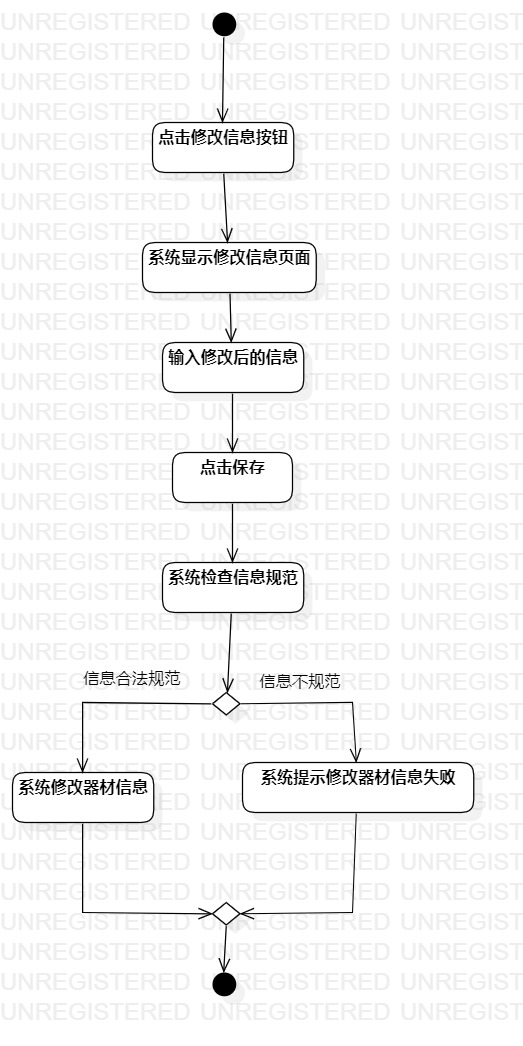 点击修改信息按钮
系统显示修改信息页面
输入修改后的信息
点击保存
系统检查信息规范
信息合法规范
信息不规范
系统修改器材信息
系统提示修改器材信息失败
UNREGISTERED UNREGISTERED UNREGIST